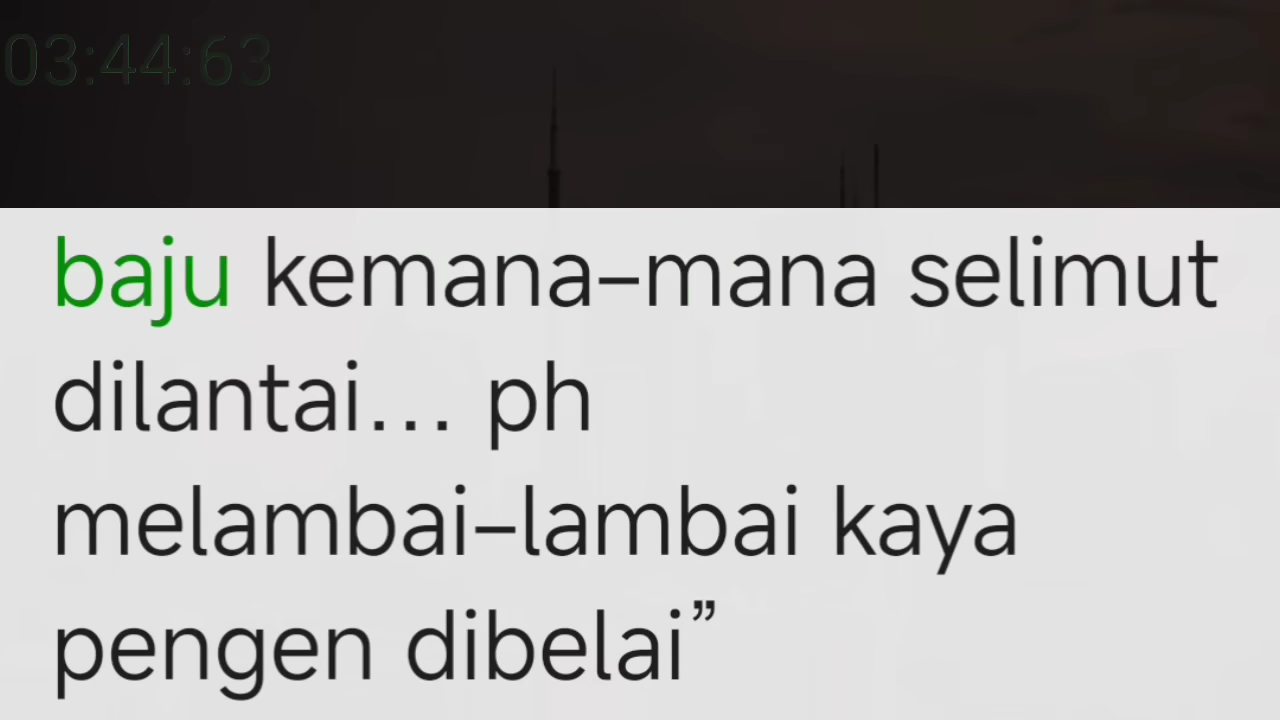 03:44:63
baju kemana-mana selimut
dilantai... ph
melambai-lambai kaya
pengen dibelai”